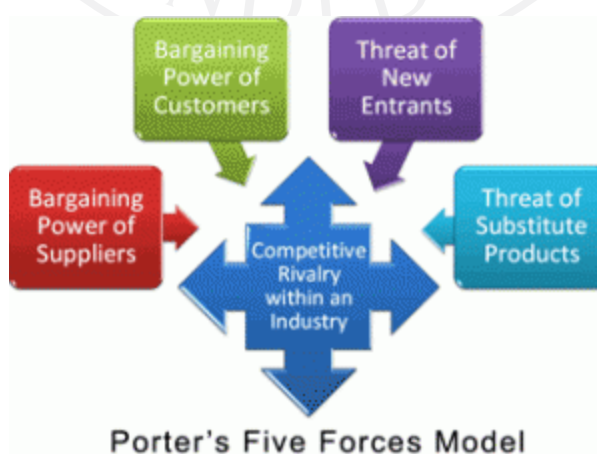 Bargaining
Power of
Customers
Threat of
New
Entrants
Bargaining
Power of
Suppliers
Threat of
Substitute
Products
Competitive
Rivalry
within an
Industry
Porter's Five Forces Model